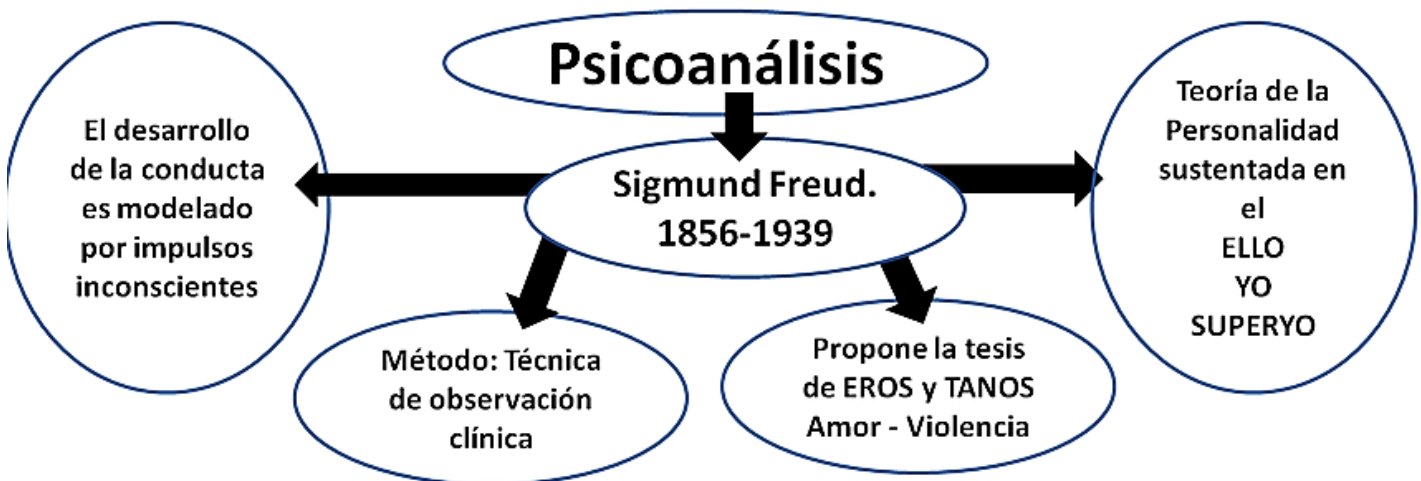 Psicoanálisis
Sigmund Freud.
1856-1939
El desarrollo
de la conducta
es modelado
por impulsos
inconscientes
Método: Técnica
de observación
clínica
Propone la tesis
de EROS y TANOS
Amor - Violencia
Teoría de la
Personalidad
sustentada en
el
ELLO
YO
SUPERYO